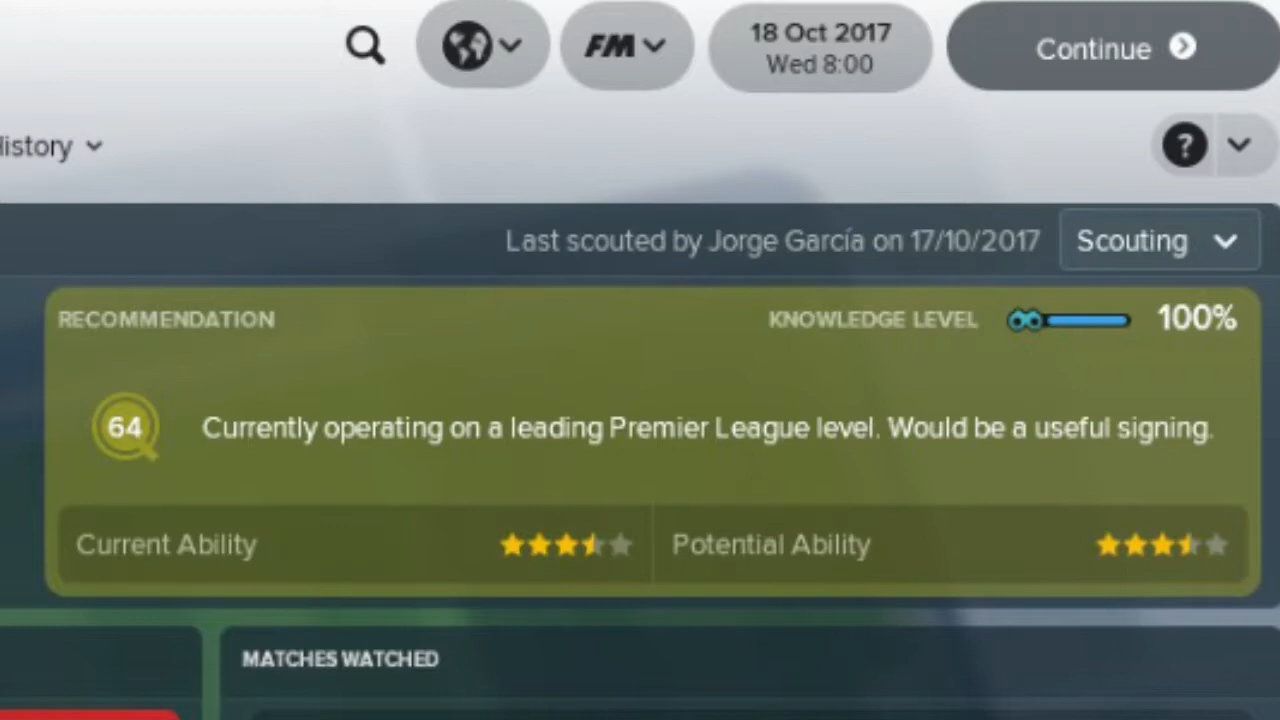 FM
18 Oct 2017
Wed 8:00
Continue
History
?
Last scouted by Jorge García on 17/10/2017
Scouting
RECOMMENDATION
KNOWLEDGE LEVEL
100%
64
Currently operating on a leading Premier League level. Would be a useful signing.
Current Ability
Potential Ability
MATCHES WATCHED